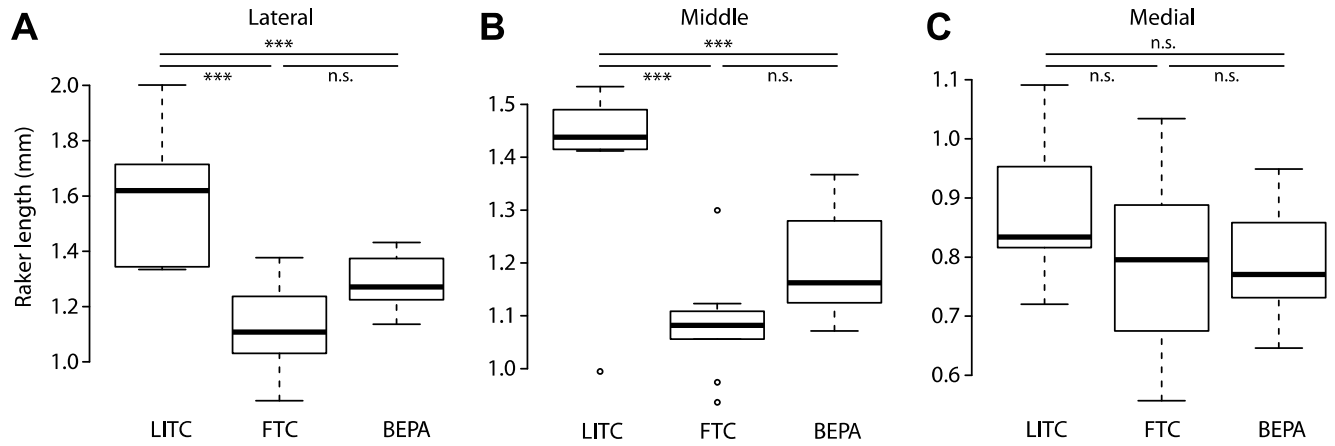 A
Lateral
***
***
n.s.
Raker length (mm)
2.0
1.8
1.6
1.4
1.2
1.0
LITC
FTC
BEPA
B
Middle
***
***
n.s.
1.5
1.4
1.3
1.2
1.1
1.0
LITC
FTC
BEPA
C
Medial
n.s.
n.s.
n.s.
1.1
1.0
0.9
0.8
0.7
0.6
LITC
FTC
BEPA